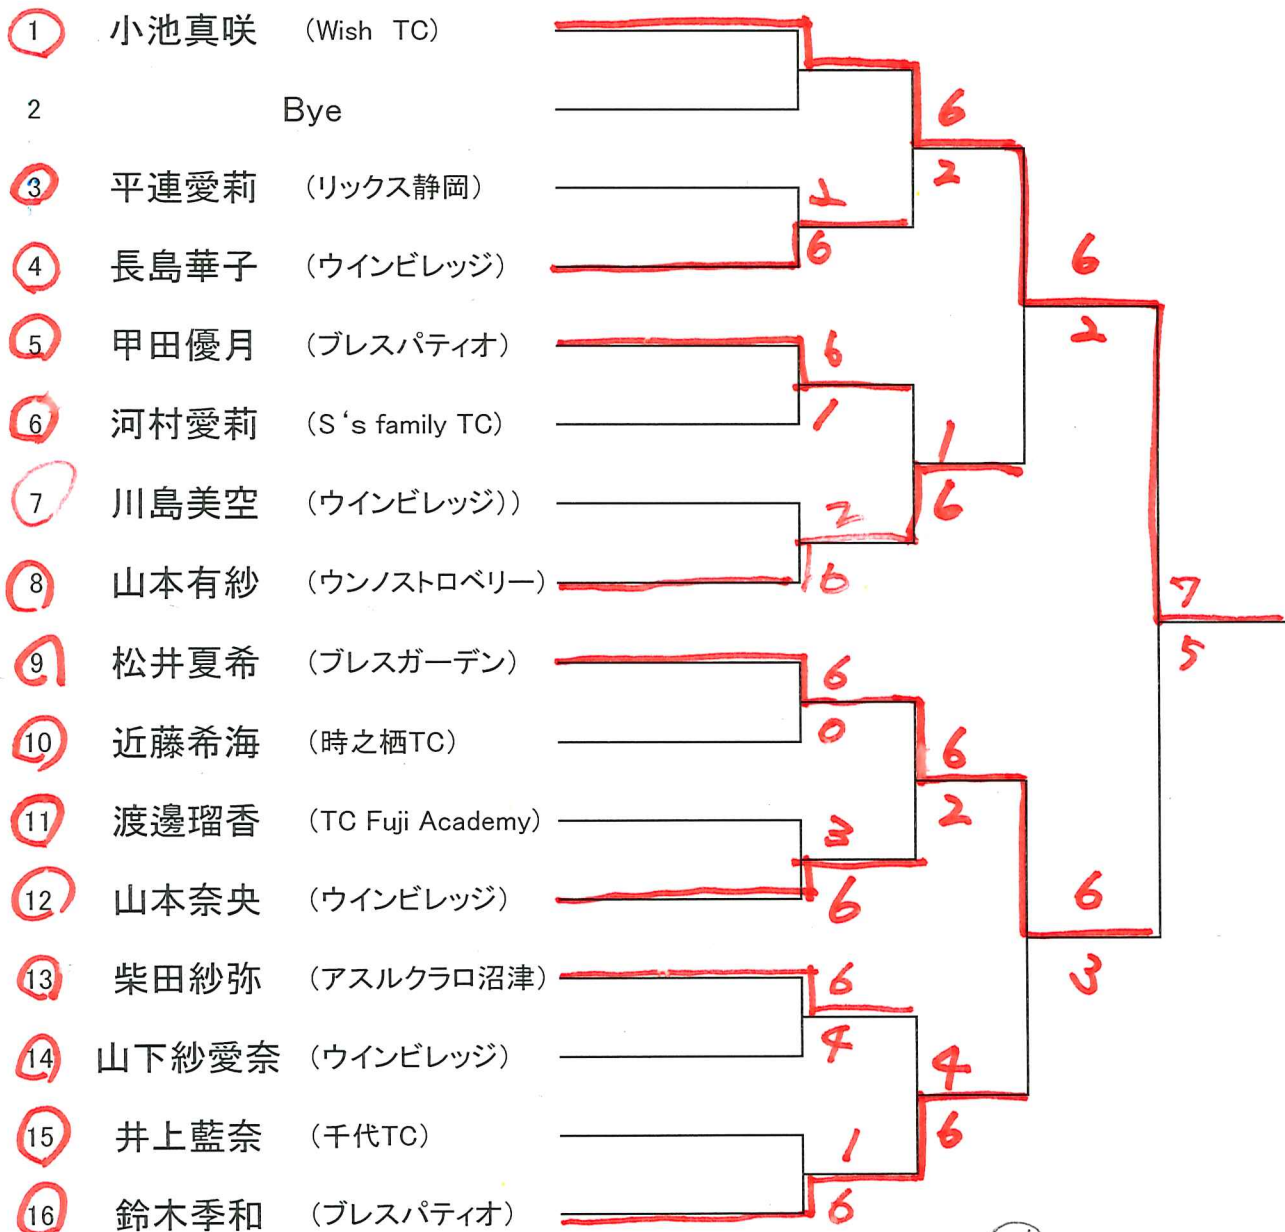 1 小池真咲 (Wish TC)
6
2 Bye
2
3 平連愛莉 (リックス静岡)
6
4 長島華子 (ウインビレッジ)
6
2
5 甲田優月 (ブレスパティオ)
6
6 河村愛莉 (S‘s family TC)
1
1
7 川島美空 (ウインビレッジ))
6
2
8 山本有紗 (ウンノストロベリー)
6
7
5
9 松井夏希 (ブレスガーデン)
6
10 近藤希海 (時之栖TC)
0
6
2
11 渡邊瑠香 (TC Fuji Academy)
3
12 山本奈央 (ウインビレッジ)
6
6
3
13 柴田紗弥 (アスルクラロ沼津)
6
14 山下紗愛奈 (ウインビレッジ)
4
4
6
15 井上藍奈 (千代TC)
1
16 鈴木季和 (ブレスパティオ)
6